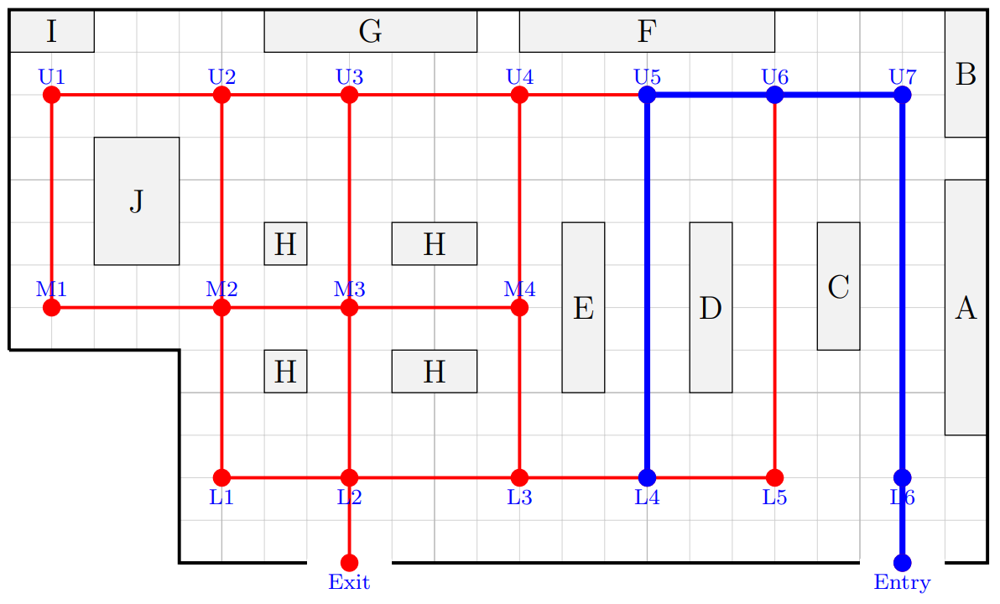 I G F B
U1 U2 U3 U4 U5 U6 U7
J
H H
M1 M2 M3 M4
E D C A
H H
L1 L2 L3 L4 L5 L6
Exit Entry